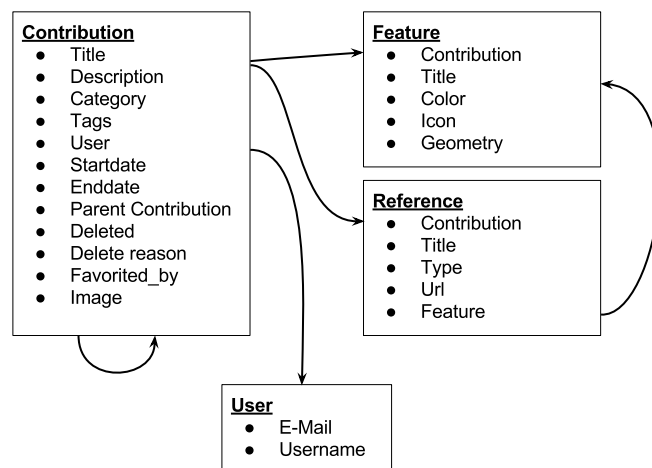 Contribution
● Title
● Description
● Category
● Tags
● User
● Startdate
● Enddate
● Parent Contribution
● Deleted
● Delete reason
● Favorited_by
● Image
Feature
● Contribution
● Title
● Color
● Icon
● Geometry
Reference
● Contribution
● Title
● Type
● Url
● Feature
User
● E-Mail
● Username